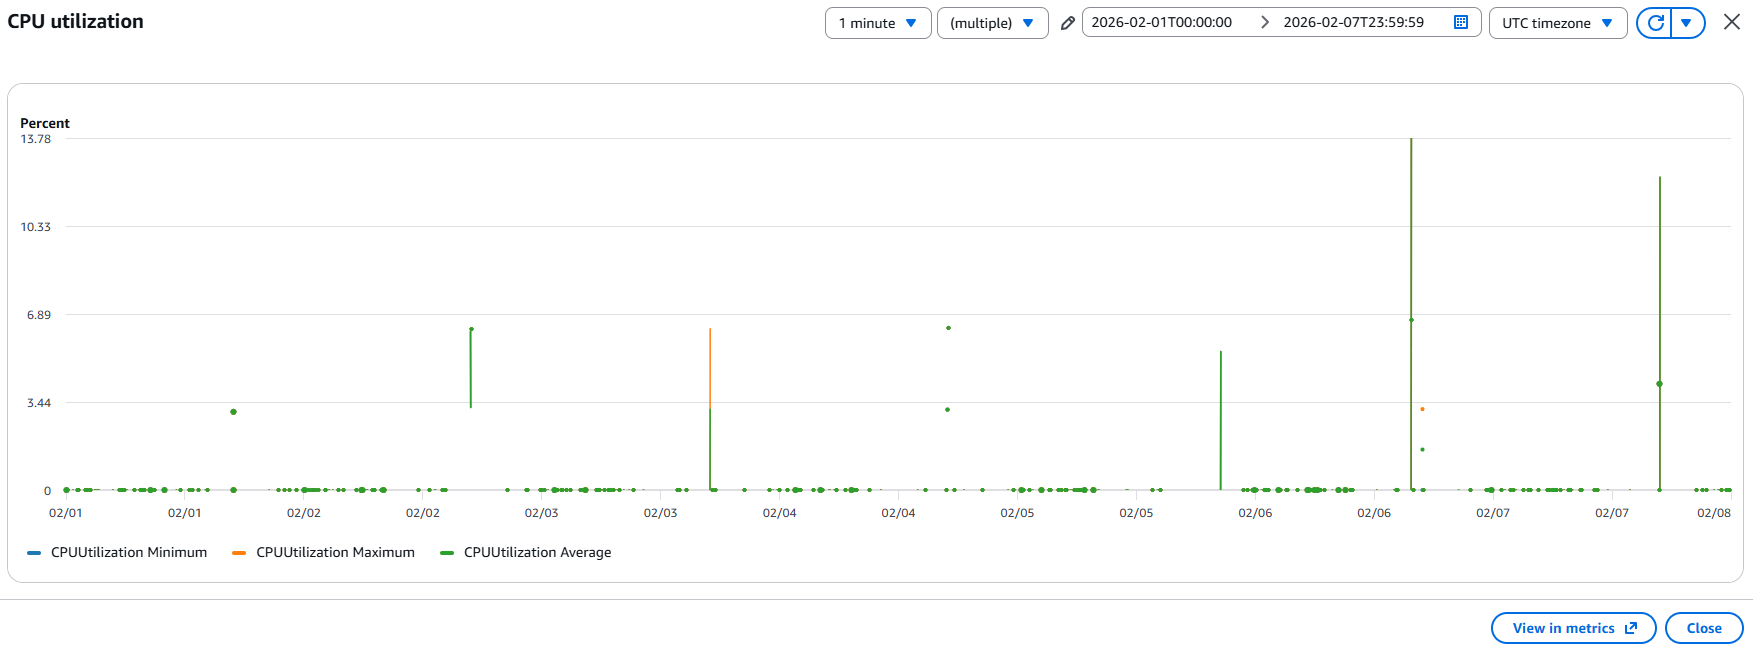 CPU utilization
1 minute
(multiple)
2026-02-01T00:00:00
2026-02-07T23:59:59
UTC timezone
Percent
13.78
10.33
6.89
3.44
0
02/01 02/01 02/02 02/02 02/03 02/03 02/04 02/04 02/05 02/05 02/06 02/06 02/07 02/07 02/08
CPUUtilization Minimum CPUUtilization Maximum CPUUtilization Average
View in metrics
Close